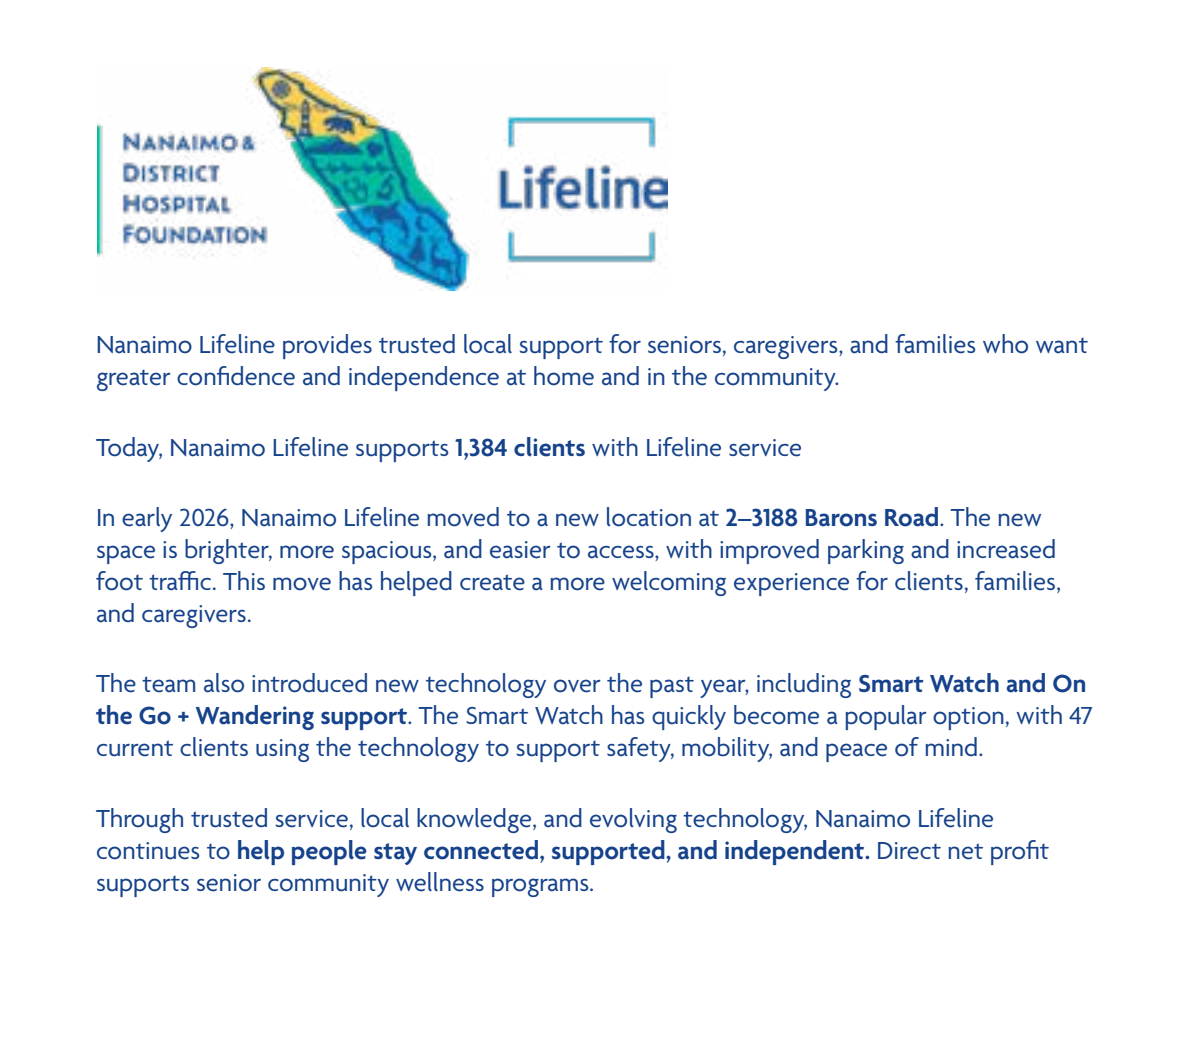 NANAIMO &
DISTRICT
HOSPITAL
FOUNDATION
Lifeline
Nanaimo Lifeline provides trusted local support for seniors, caregivers, and families who want
greater confidence and independence at home and in the community.
Today, Nanaimo Lifeline supports 1,384 clients with Lifeline service
In early 2026, Nanaimo Lifeline moved to a new location at 2–3188 Barons Road. The new
space is brighter, more spacious, and easier to access, with improved parking and increased
foot traffic. This move has helped create a more welcoming experience for clients, families,
and caregivers.
The team also introduced new technology over the past year, including Smart Watch and On
the Go + Wandering support. The Smart Watch has quickly become a popular option, with 47
current clients using the technology to support safety, mobility, and peace of mind.
Through trusted service, local knowledge, and evolving technology, Nanaimo Lifeline
continues to help people stay connected, supported, and independent. Direct net profit
supports senior community wellness programs.